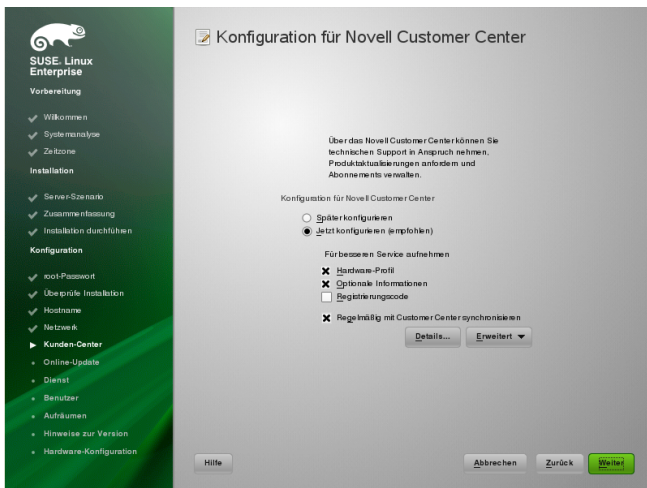 SUSE. Linux
Enterprise
Vorbereitung
Willkommen
Systemanalyse
Zeitzone
Installation
Server-Szenario
Zusammenfassung
Installation durchführen
Konfiguration
root-Passwort
Überprüfe Installation
Hostname
Netzwerk
Kunden-Center
Online-Update
Dienst
Benutzer
Aufräumen
Hinweise zur Version
Hardware-Konfiguration
Konfiguration für Novell Customer Center
Über das Novell Customer Center können Sie
technischen Support in Anspruch nehmen,
Produktaktualisierungen anfordern und
Abonnements verwalten.
Konfiguration für Novell Customer Center
Später konfigurieren
Jetzt konfigurieren (empfohlen)
Für besseren Service aufnehmen
Hardware-Profil
Optionale Informationen
Registrierungscode
Regelmäßig mit Customer Center synchronisieren
Details... Erweitert
Hilfe Abbrechen Zurück Weiter